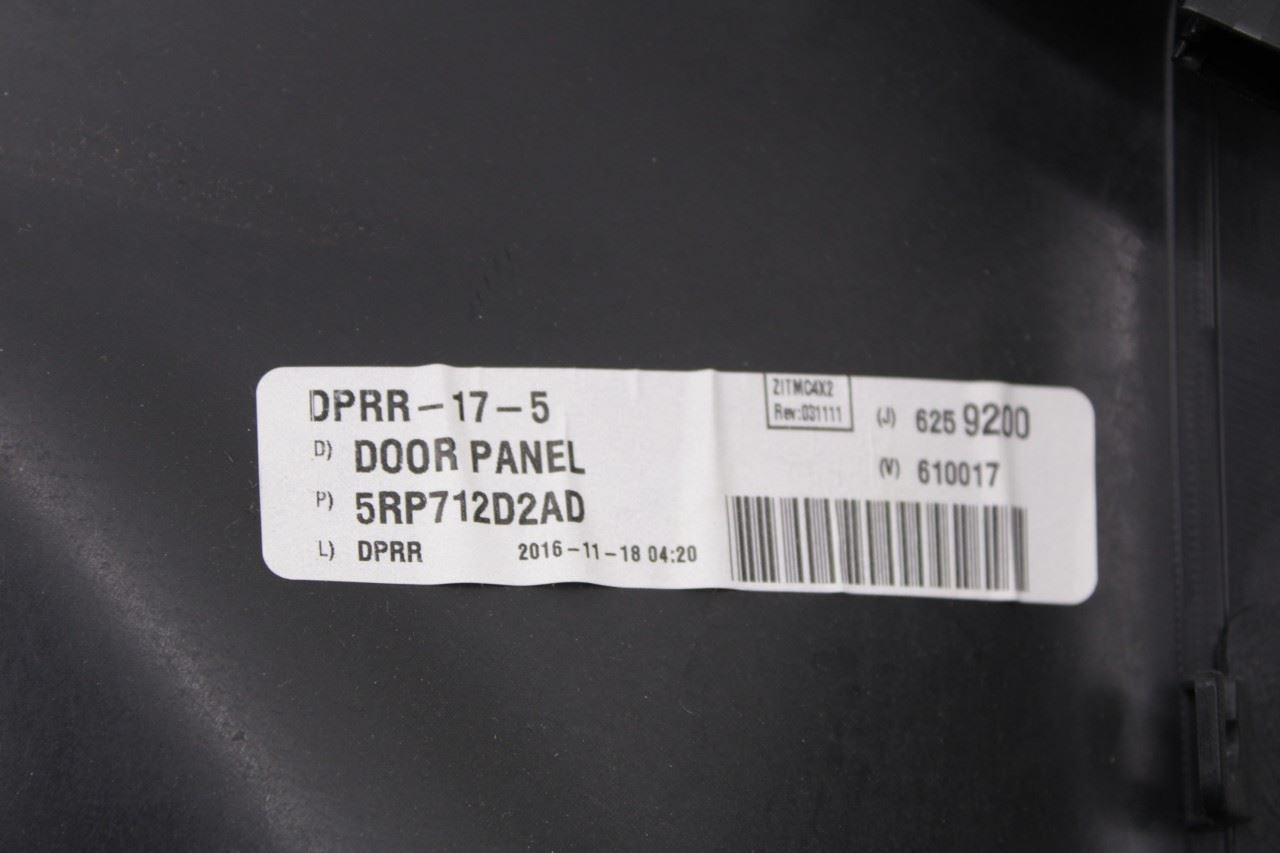 DPRR-17-5
D) DOOR PANEL
P) 5RP712D2AD
L) DPRR 2016-11-18 04:20
ZITMC4X2
Rev:031111
(J) 625 9200
(V) 610017